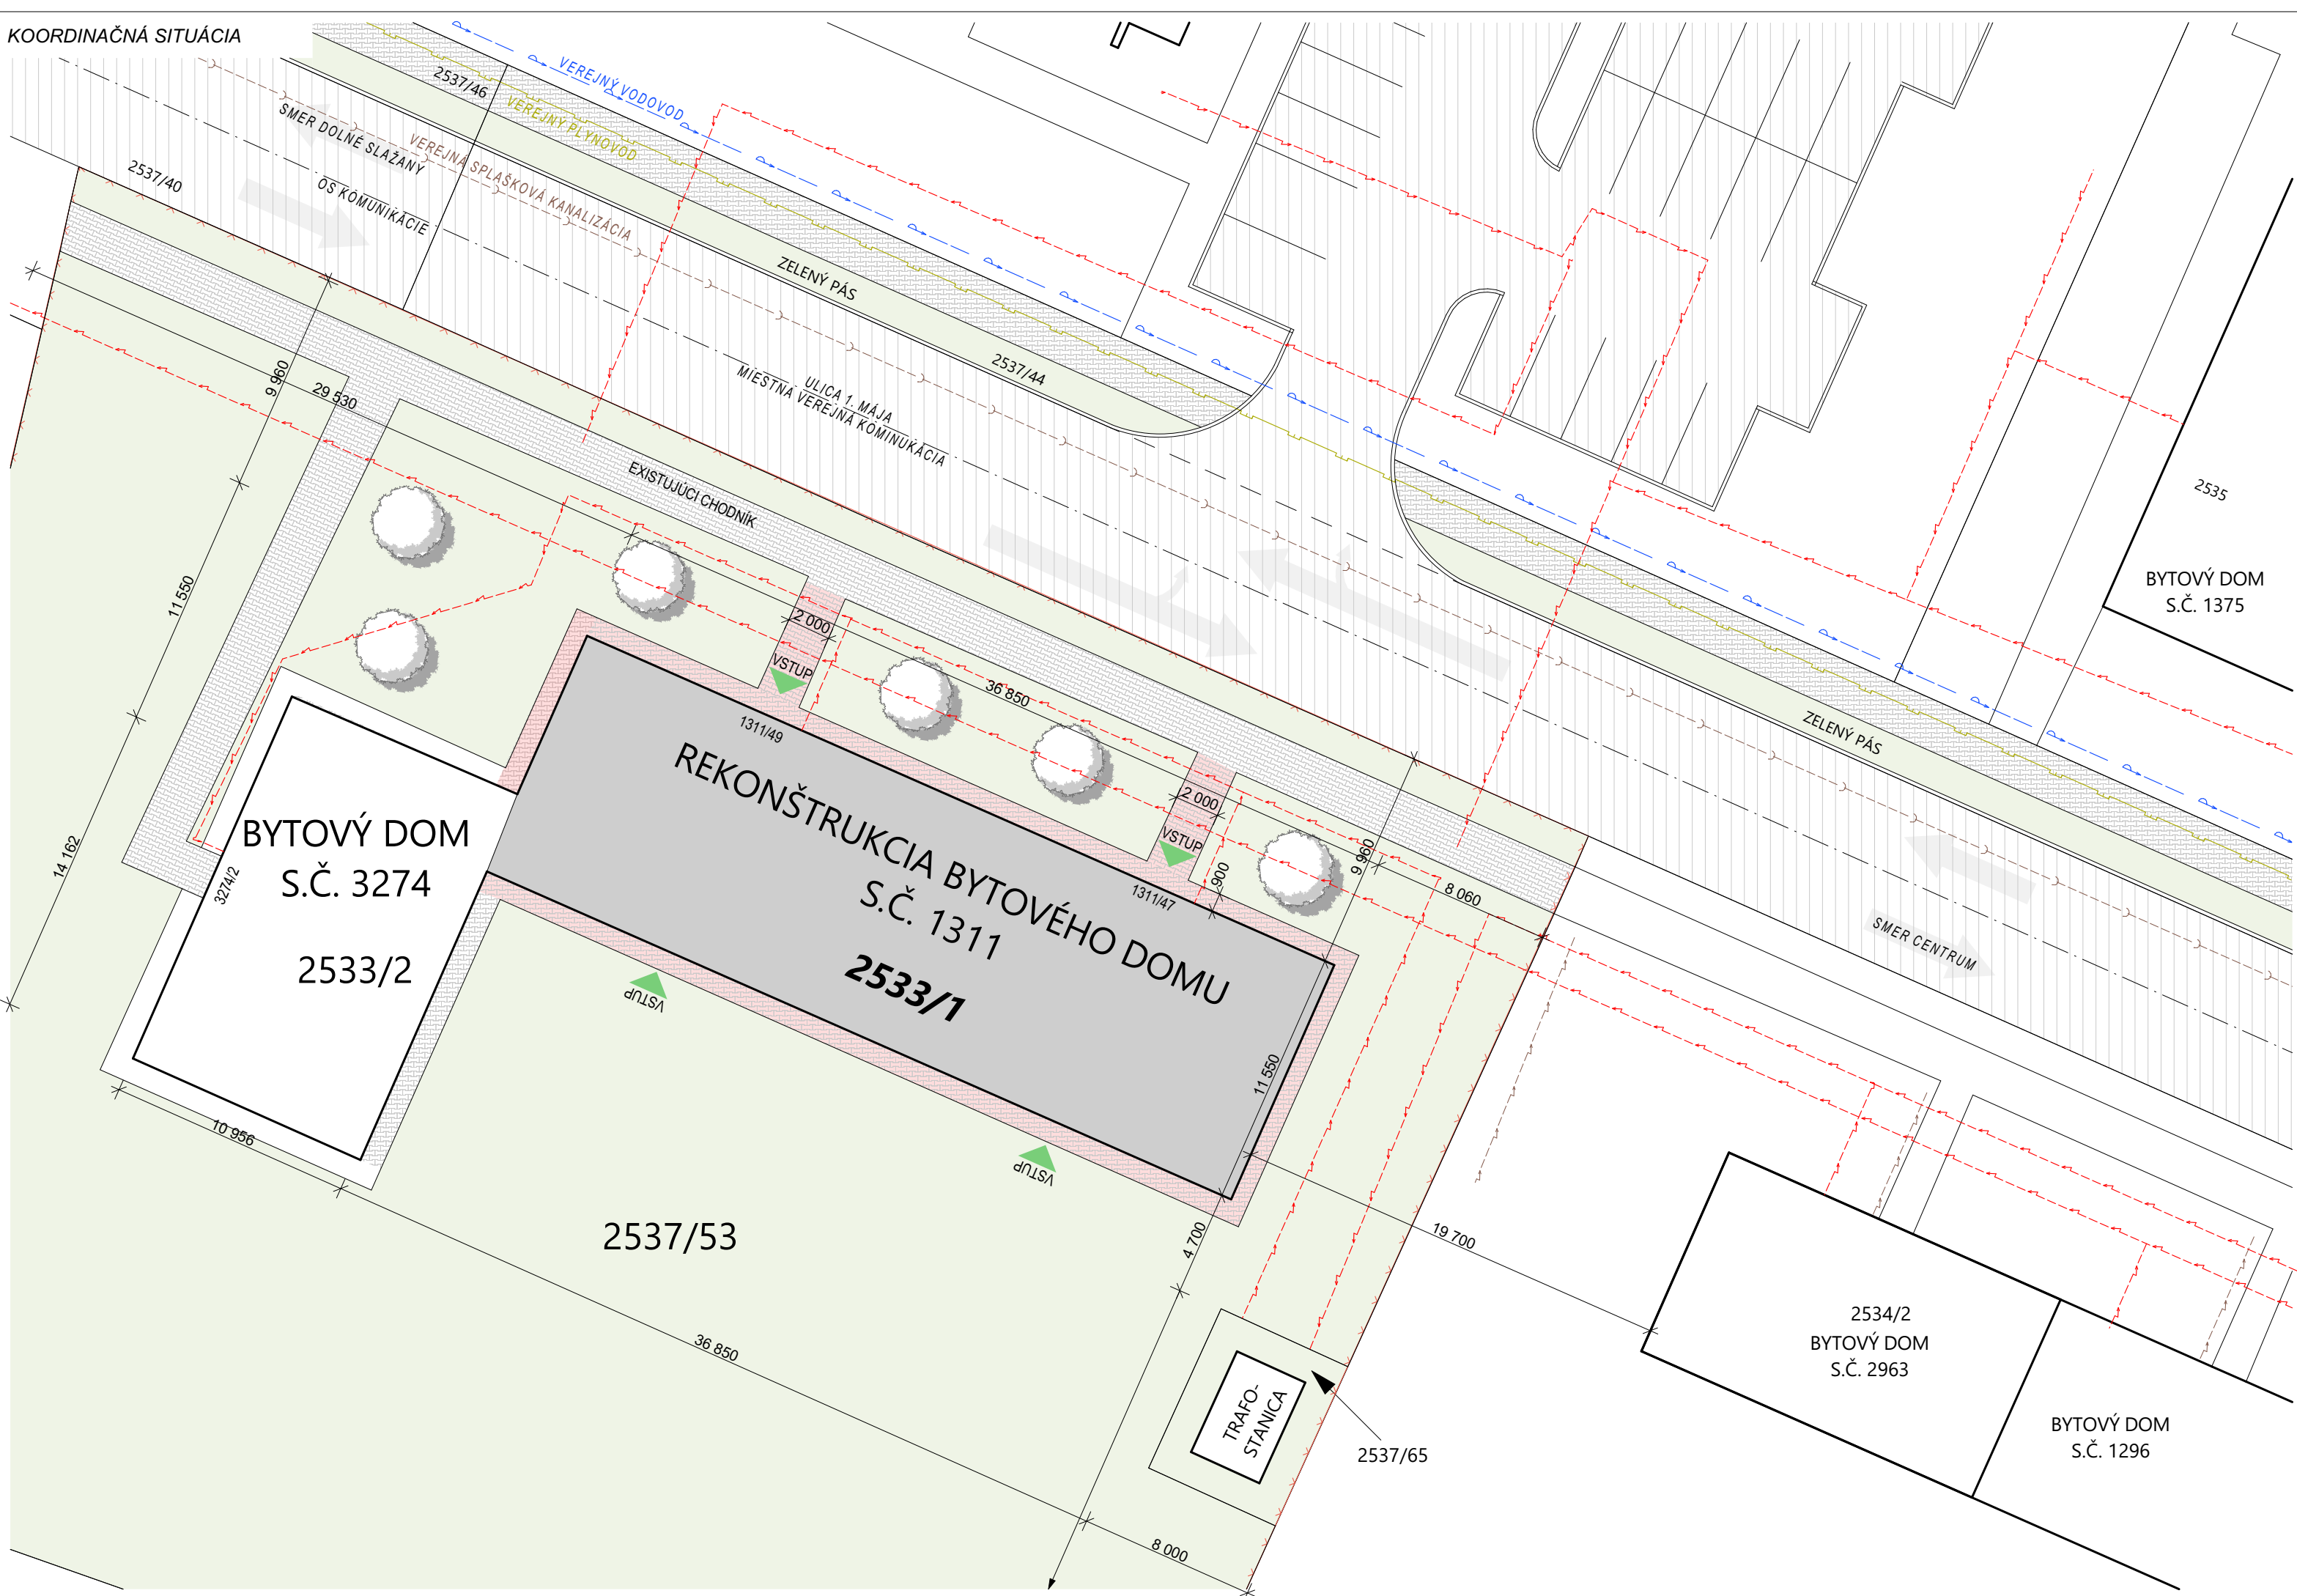 KOORDINAČNÁ SITUÁCIA
2537/46
VEREJNÝ VODOVOD
VEREJNÝ PLYNOVOD
SMER DOLNÉ SLAŽANY
VEREJNÁ SPLAŠKOVÁ KANALIZÁCIA
2537/40
OS KOMUNIKÁCIE
ZELENÝ PÁS
2537/44
ULICA 1. MÁJA
MIESTNA VEREJNÁ KOMINUKÁCIA
9 960
29 530
EXISTUJÚCI CHODNÍK
2535
BYTOVÝ DOM
S.Č. 1375
11 550
2 000
VSTUP
36 850
1311/49
ZELENÝ PÁS
REKONŠTRUKCIA BYTOVÉHO DOMU
S.Č. 1311
2533/1
2 000
VSTUP
900
9 960
8 060
1311/47
BYTOVÝ DOM
S.Č. 3274
2533/2
3274/2
14 162
SMER CENTRUM
VSTUP
VSTUP
11 550
10 956
2537/53
4 700
19 700
36 850
2534/2
BYTOVÝ DOM
S.Č. 2963
BYTOVÝ DOM
S.Č. 1296
TRAFO-
STANICA
2537/65
8 000